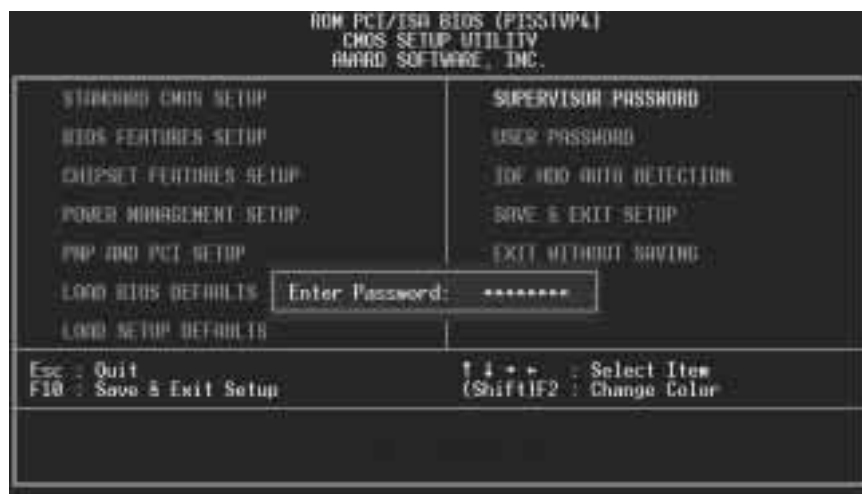 ROM PCI/ISA BIOS (PI55TVP4)
CMOS SETUP UTILITY
AWARD SOFTWARE, INC.
STANDARD CMOS SETUP
BIOS FEATURES SETUP
CHIPSET FEATURES SETUP
POWER MANAGEMENT SETUP
PNP AND PCI SETUP
LOAD BIOS DEFAULTS
LOAD SETUP DEFAULTS
SUPERVISOR PASSWORD
USER PASSWORD
IDE HDD AUTO DETECTION
SAVE & EXIT SETUP
EXIT WITHOUT SAVING
Enter Password: ********
Esc : Quit
F10 : Save & Exit Setup
↑ ↓ → ← : Select Item
(Shift)F2 : Change Color